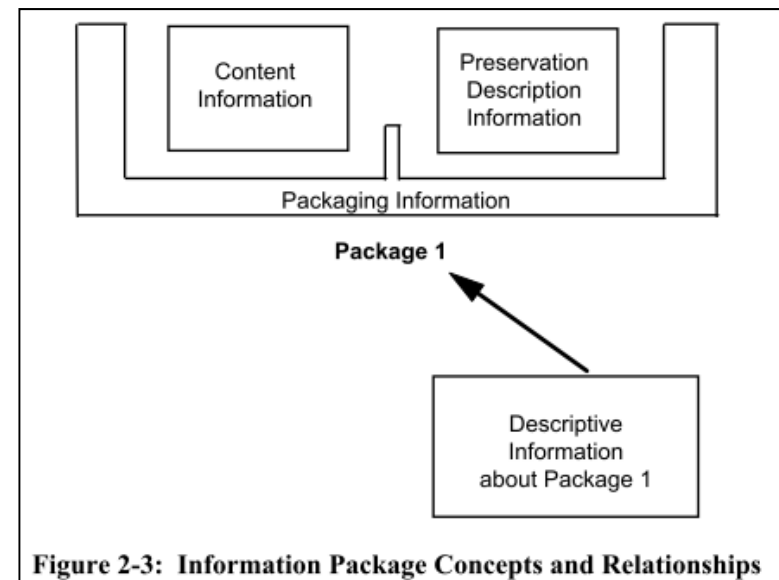 Content
Information
Preservation
Description
Information
Packaging Information
Package 1
Descriptive
Information
about Package 1
Figure 2-3: Information Package Concepts and Relationships